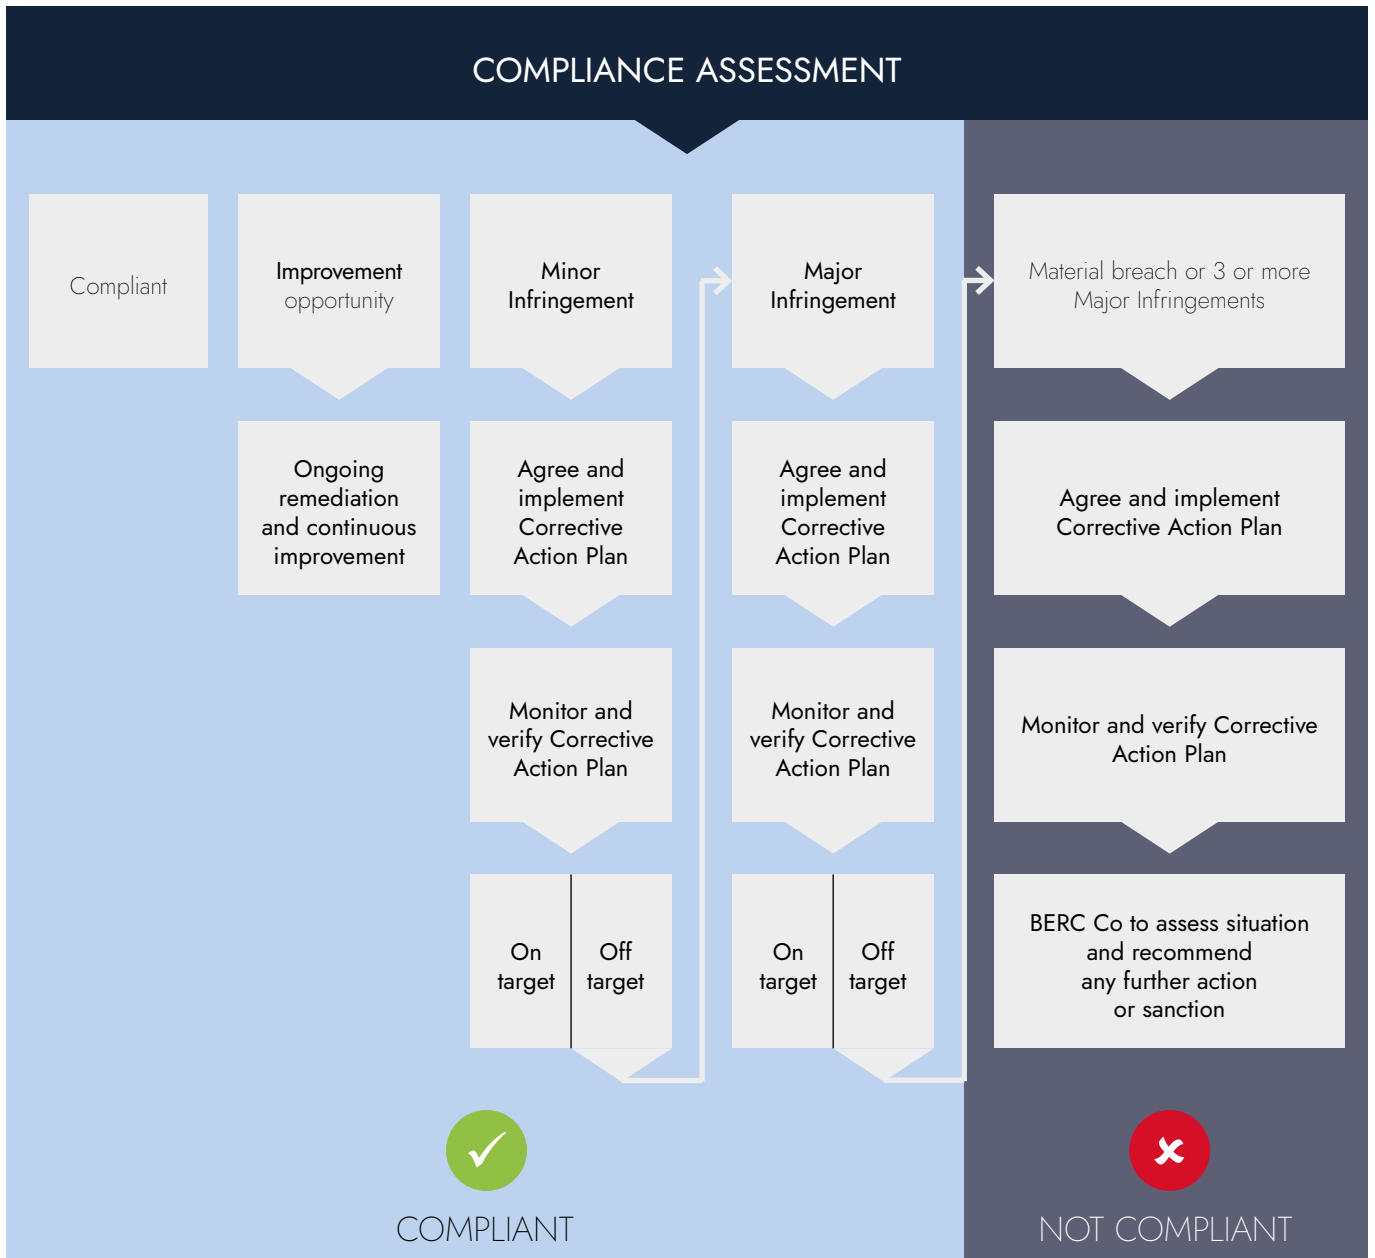 COMPLIANCE ASSESSMENT
Compliant
Improvement
opportunity
Minor
Infringement
Major
Infringement
Material breach or 3 or more
Major Infringements
Ongoing
remediation
and continuous
improvement
Agree and
implement
Corrective
Action Plan
Agree and
implement
Corrective
Action Plan
Agree and implement
Corrective Action Plan
Monitor and
verify Corrective
Action Plan
Monitor and
verify Corrective
Action Plan
Monitor and verify Corrective
Action Plan
On
target
Off
target
On
target
Off
target
BERC Co to assess situation
and recommend
any further action
or sanction
COMPLIANT
NOT COMPLIANT